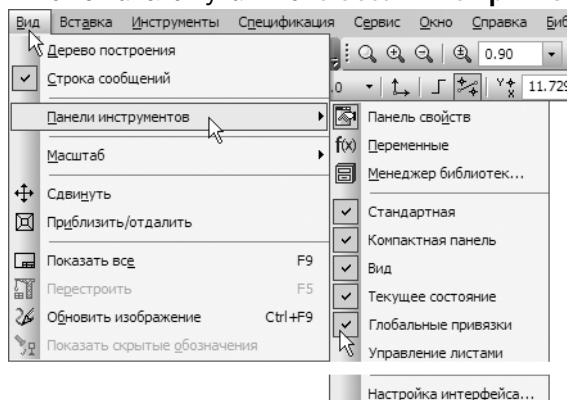 Вид Вставка Инструменты Спецификация Сервис Окно Справка Биб
0.90
.0 Y X 11.729
Дерево построения
Строка сообщений
Панели инструментов
Масштаб
Сдвинуть
Приблизить/отдалить
Показать все F9
Перестроить F5
Обновить изображение Ctrl+F9
Показать скрытые обозначения
Панель свойств
f(x) Переменные
Менеджер библиотек...
Стандартная
Компактная панель
Вид
Текущее состояние
Глобальные привязки
Управление листами
Настройка интерфейса...